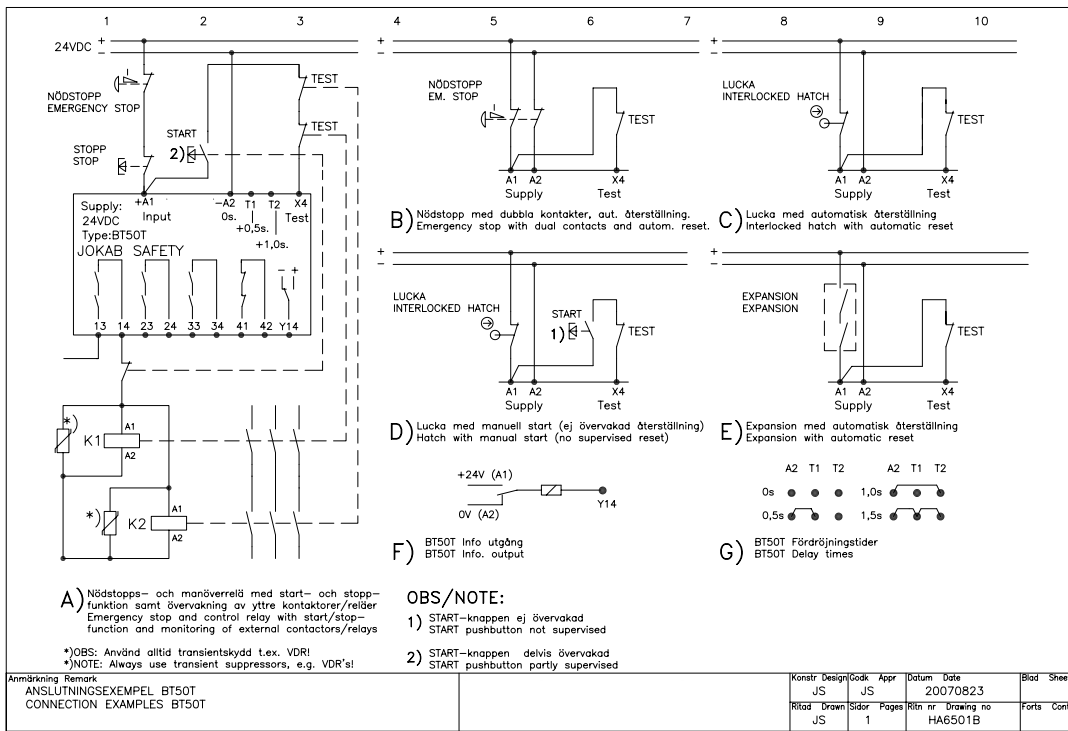 1 2 3 4 5 6 7 8 9 10
24VDC + −
NÖDSTOPP
EMERGENCY STOP
TEST
TEST
START
2)
STOPP
STOP
+A1 −A2 T1 T2 X4
Supply: Input 0s. Test
24VDC +0,5s.
Type:BT50T +1,0s.
JOKAB SAFETY
− +
13 14 23 24 33 34 41 42 Y14
*)
K1
A1
A2
*)
K2
A1
A2
A) Nödstopps− och manöverrelä med start− och stopp−
funktion samt övervakning av yttre kontaktorer/reläer
Emergency stop and control relay with start/stop−
function and monitoring of external contactors/relays
*)OBS: Använd alltid transientskydd t.ex. VDR!
*)NOTE: Always use transient suppressors, e.g. VDR's!
+
−
NÖDSTOPP
EM. STOP
TEST
A1 A2 X4
Supply Test
B) Nödstopp med dubbla kontakter, aut. återställning.
Emergency stop with dual contacts and autom. reset.
+
−
LUCKA
INTERLOCKED HATCH
TEST
A1 A2 X4
Supply Test
C) Lucka med automatisk återställning
Interlocked hatch with automatic reset
+
−
LUCKA
INTERLOCKED HATCH
START
1)
TEST
A1 A2 X4
Supply Test
D) Lucka med manuell start (ej övervakad återställning)
Hatch with manual start (no supervised reset)
+
−
EXPANSION
EXPANSION
TEST
A1 A2 X4
Supply Test
E) Expansion med automatisk återställning
Expansion with automatic reset
+24V (A1)
0V (A2)
Y14
F) BT50T Info utgång
BT50T Info. output
A2 T1 T2 A2 T1 T2
0s 1,0s
0,5s 1,5s
G) BT50T Fördröjningstider
BT50T Delay times
OBS/NOTE:
1) START−knappen ej övervakad
START pushbutton not supervised
2) START−knappen delvis övervakad
START pushbutton partly supervised
Anmärkning Remark
ANSLUTNINGSEXEMPEL BT50T
CONNECTION EXAMPLES BT50T
Konstr Design Godk Appr Datum Date Blad Shee
JS JS 20070823
Ritad Drawn Sidor Pages Ritn nr Drawing no Forts Cont
JS 1 HA6501B